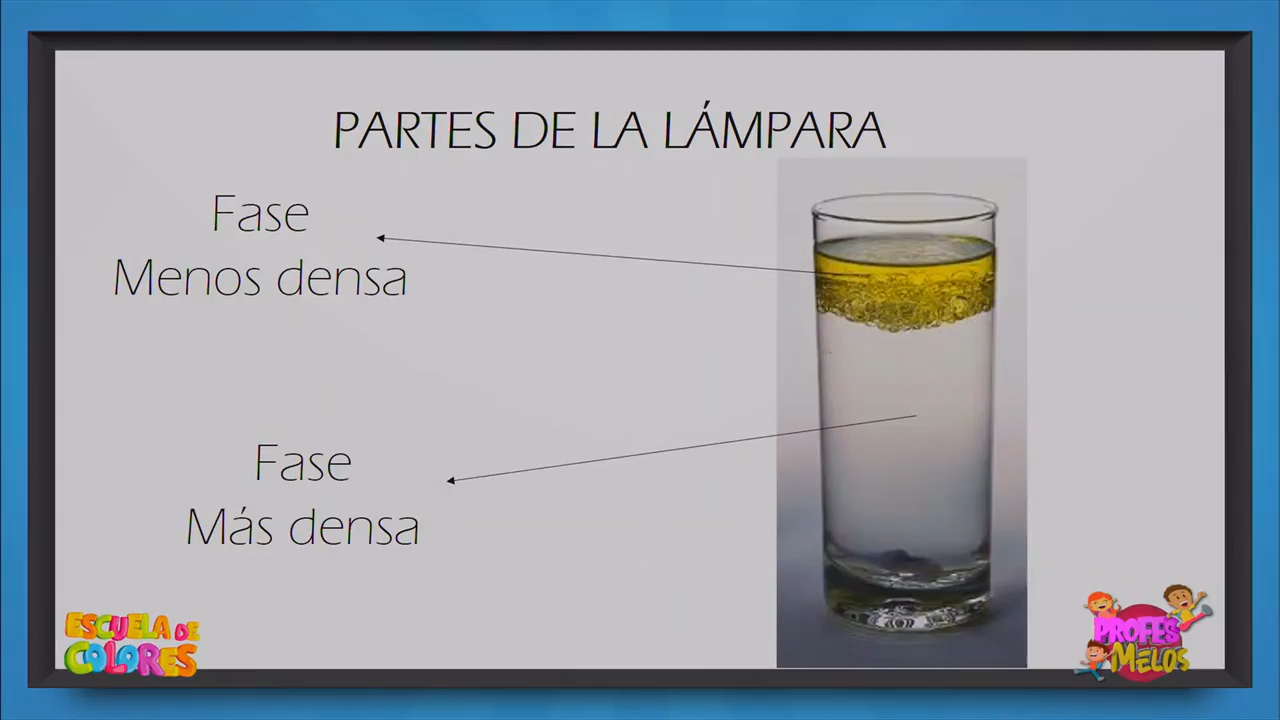 PARTES DE LA LÁMPARA
Fase
Menos densa
Fase
Más densa
ESCUELA DE
COLORES
PROFES
MELOS